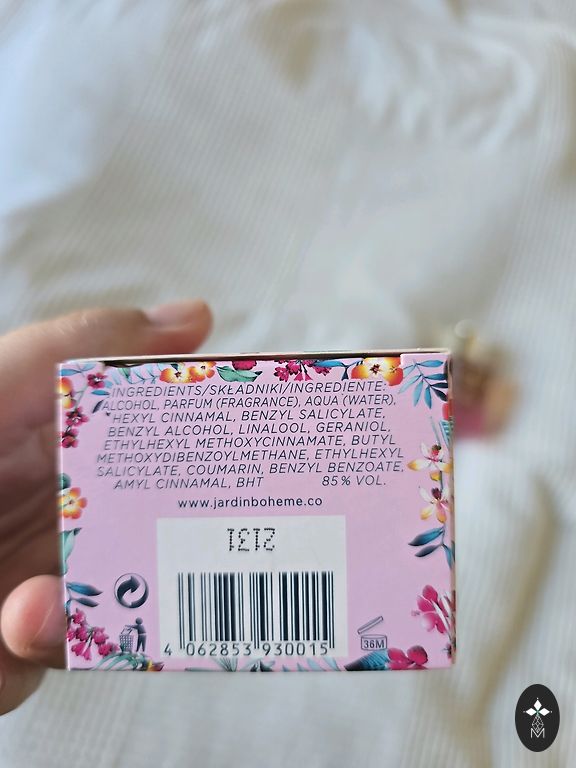 INGREDIENTS/SKŁADNIKI/INGREDIENTE:
ALCOHOL, PARFUM (FRAGRANCE), AQUA (WATER),
HEXYL CINNAMAL, BENZYL SALICYLATE,
BENZYL ALCOHOL, LINALOOL, GERANIOL,
ETHYLHEXYL METHOXYCINNAMATE, BUTYL
METHOXYDIBENZOYLMETHANE, ETHYLHEXYL
SALICYLATE, COUMARIN, BENZYL BENZOATE,
AMYL CINNAMAL, BHT 85% VOL.
www.jardinboheme.co
2131
4 062853 930015
36M
M